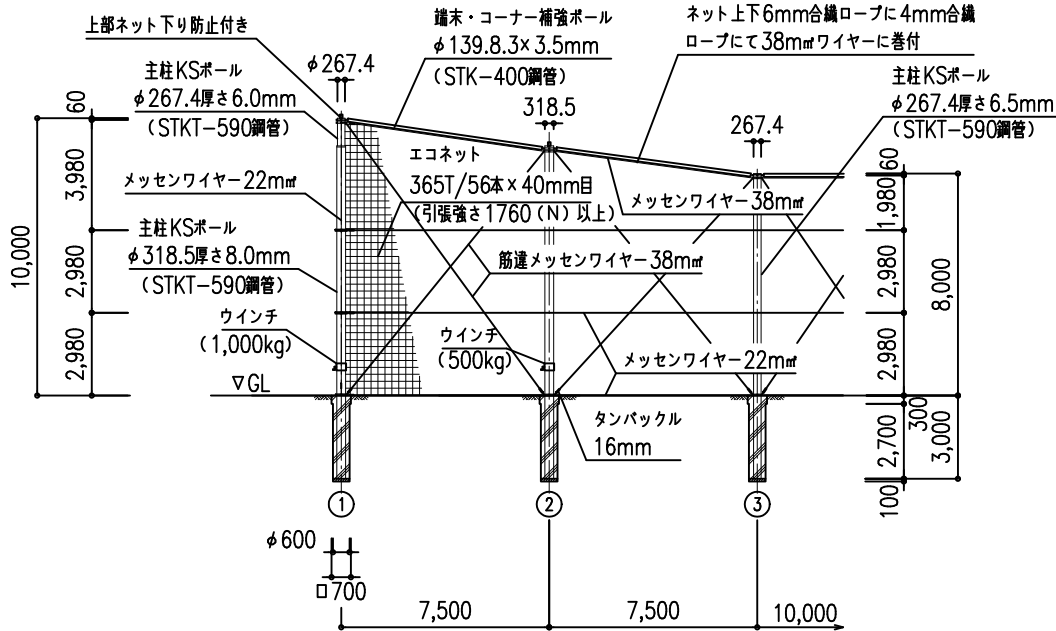 上部ネット下り防止付き
端末・コーナー補強ポール
φ139.8.3×3.5mm
(STK-400鋼管)
ネット上下6mm合繊ロープに4mm合繊
ロープにて38m㎡ワイヤーに巻付
φ267.4
主柱KSポール
φ267.4厚さ6.0mm
(STKT-590鋼管)
318.5
267.4
主柱KSポール
φ267.4厚さ6.5mm
(STKT-590鋼管)
エコネット
365T/56本×40mm目
(引張強さ1760(N)以上)
メッセンワイヤー22m㎡
メッセンワイヤー38m㎡
主柱KSポール
φ318.5厚さ8.0mm
(STKT-590鋼管)
筋違メッセンワイヤー38m㎡
ウインチ
(1,000kg)
ウインチ
(500kg)
メッセンワイヤー22m㎡
▽GL
タンバックル
16mm
60
3,980
2,980
2,980
10,000
60
1,980
2,980
2,980
8,000
300
2,700
3,000
100
1
2
3
φ600
□700
7,500
7,500
10,000